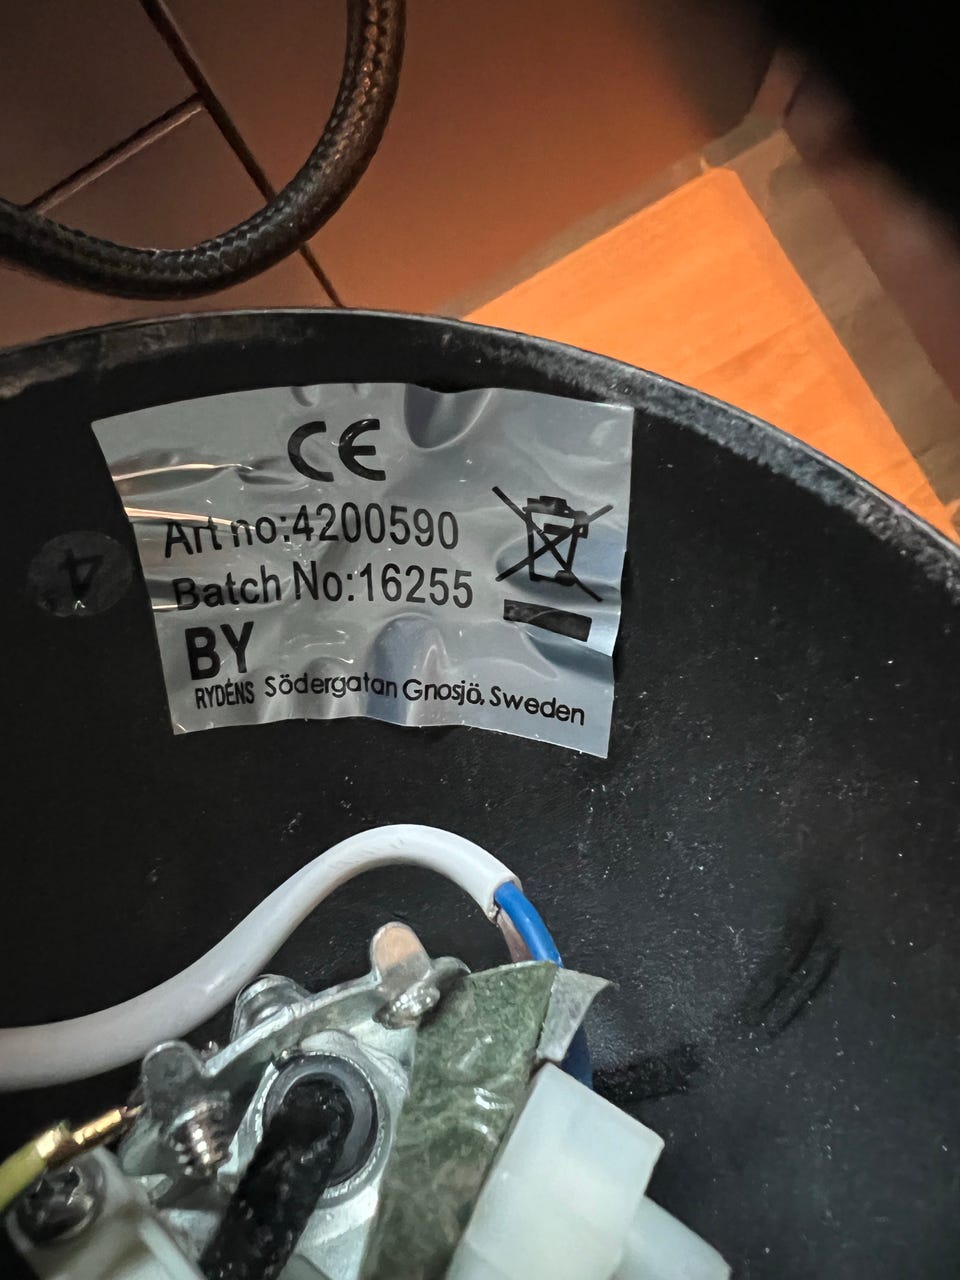 CE
Art no:4200590
Batch No:16255
BY
RYDÉNS Södergatan Gnosjö, Sweden
4